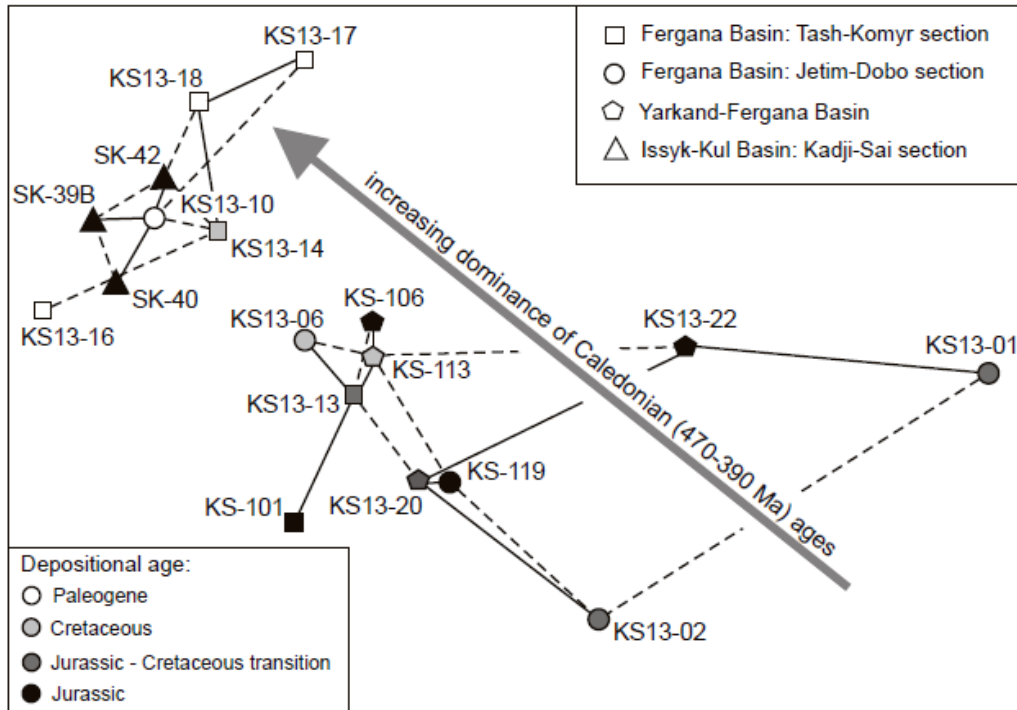 KS13-17
KS13-18
SK-42
SK-39B
KS13-10
KS13-14
SK-40
KS13-16
Fergana Basin: Tash-Komyr section
Fergana Basin: Jetim-Dobo section
Yarkand-Fergana Basin
Issyk-Kul Basin: Kadji-Sai section
increasing dominance of Caledonian (470-390 Ma) ages
KS-106
KS13-06
KS-113
KS13-22
KS13-01
KS13-13
KS-119
KS13-20
KS-101
KS13-02
Depositional age:
Paleogene
Cretaceous
Jurassic - Cretaceous transition
Jurassic